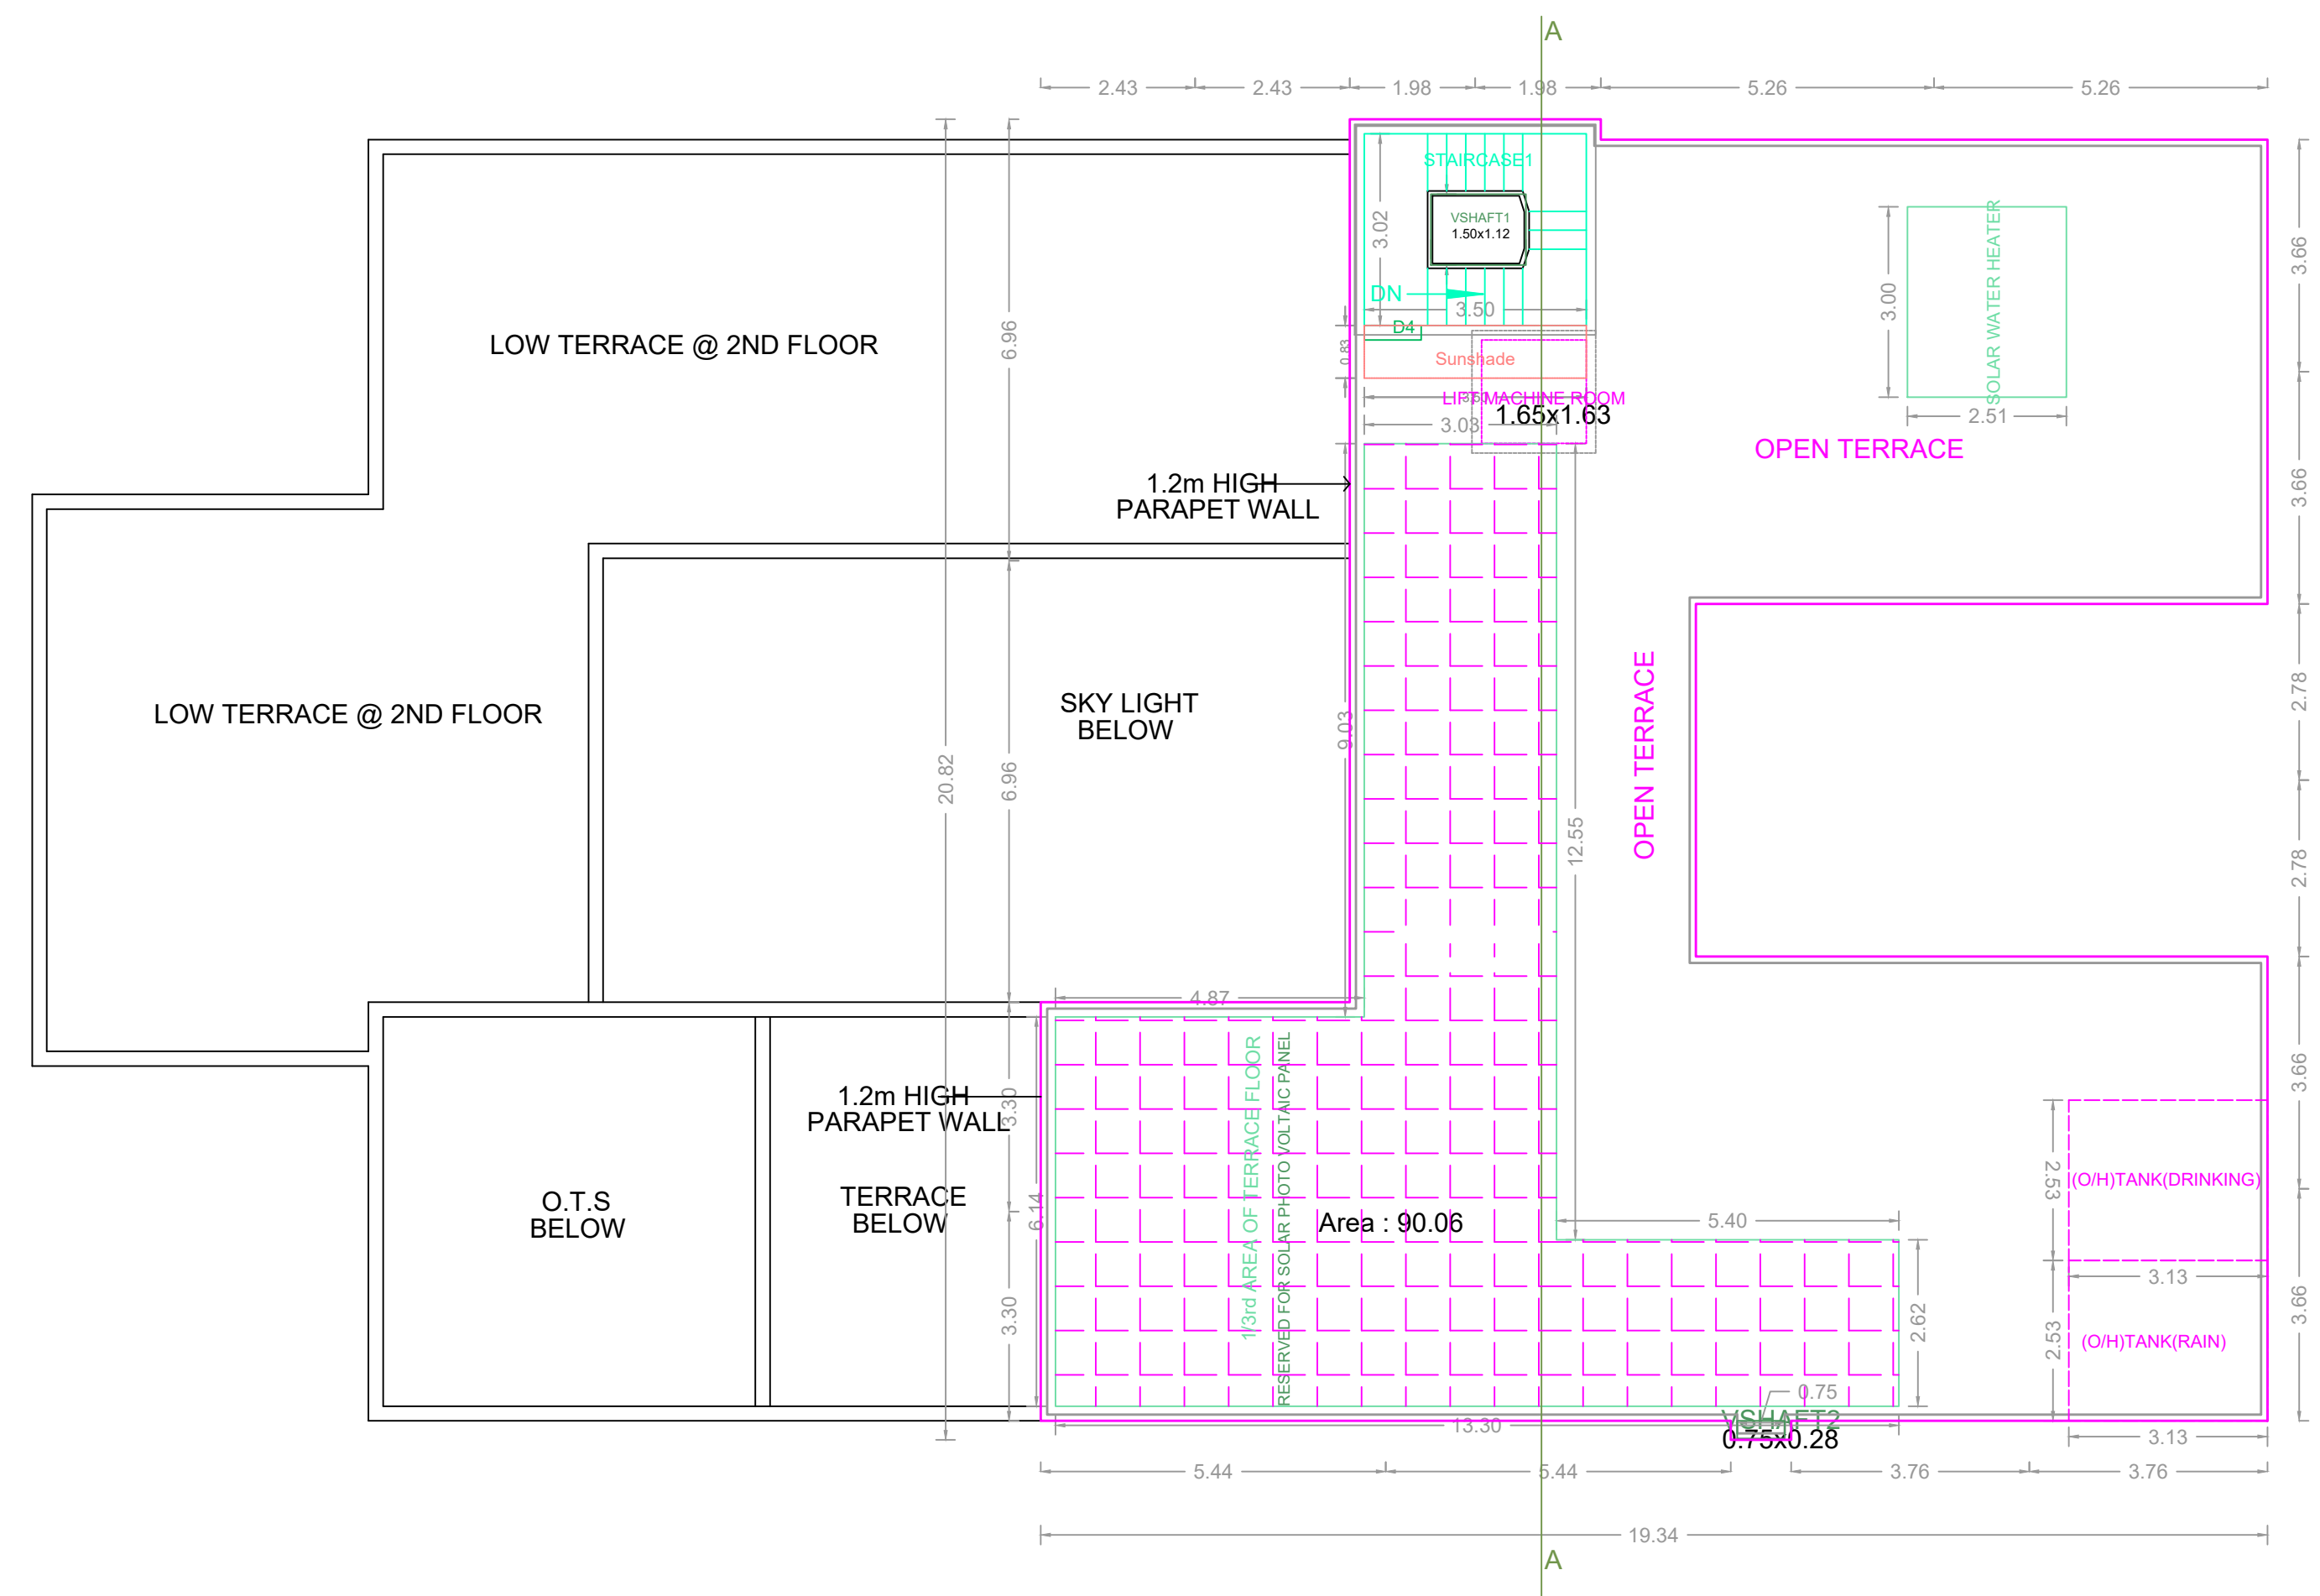 A
2.43
2.43
1.98
1.98
5.26
5.26
STAIRCASE1
VSHAFT1
1.50x1.12
3.02
DN
3.50
D4
0.83
Sunshade
3.50
LIFT MACHINE ROOM
1.65x1.63
3.03
SOLAR WATER HEATER
3.00
2.51
OPEN TERRACE
3.66
3.66
2.78
2.78
3.66
3.66
LOW TERRACE @ 2ND FLOOR
6.96
1.2m HIGH
PARAPET WALL
LOW TERRACE @ 2ND FLOOR
SKY LIGHT
BELOW
20.82
6.96
9.03
12.55
OPEN TERRACE
4.87
1.2m HIGH
PARAPET WALL
3.30
6.14
O.T.S
BELOW
TERRACE
BELOW
3.30
1/3rd AREA OF TERRACE FLOOR
RESERVED FOR SOLAR PHOTO VOLTAIC PANEL
Area : 90.06
5.40
2.62
2.53
(O/H)TANK(DRINKING)
3.13
2.53
(O/H)TANK(RAIN)
0.75
VSHAFT2
0.75x0.28
13.30
3.13
5.44
5.44
3.76
3.76
19.34
A